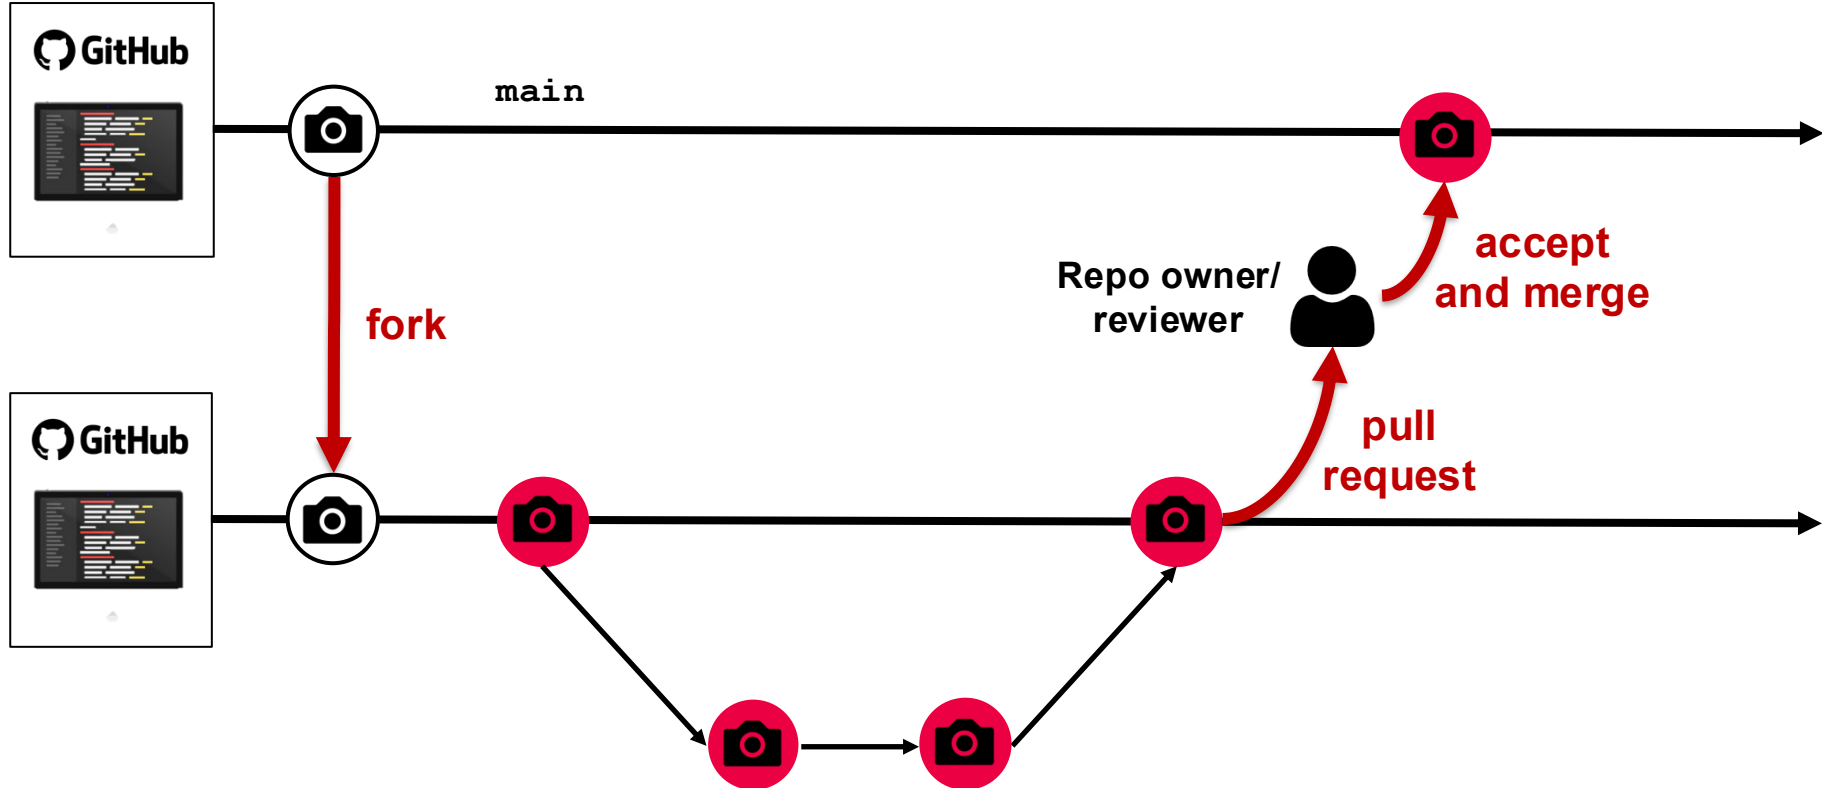 GitHub
main
fork
Repo owner/
reviewer
accept
and merge
GitHub
pull
request